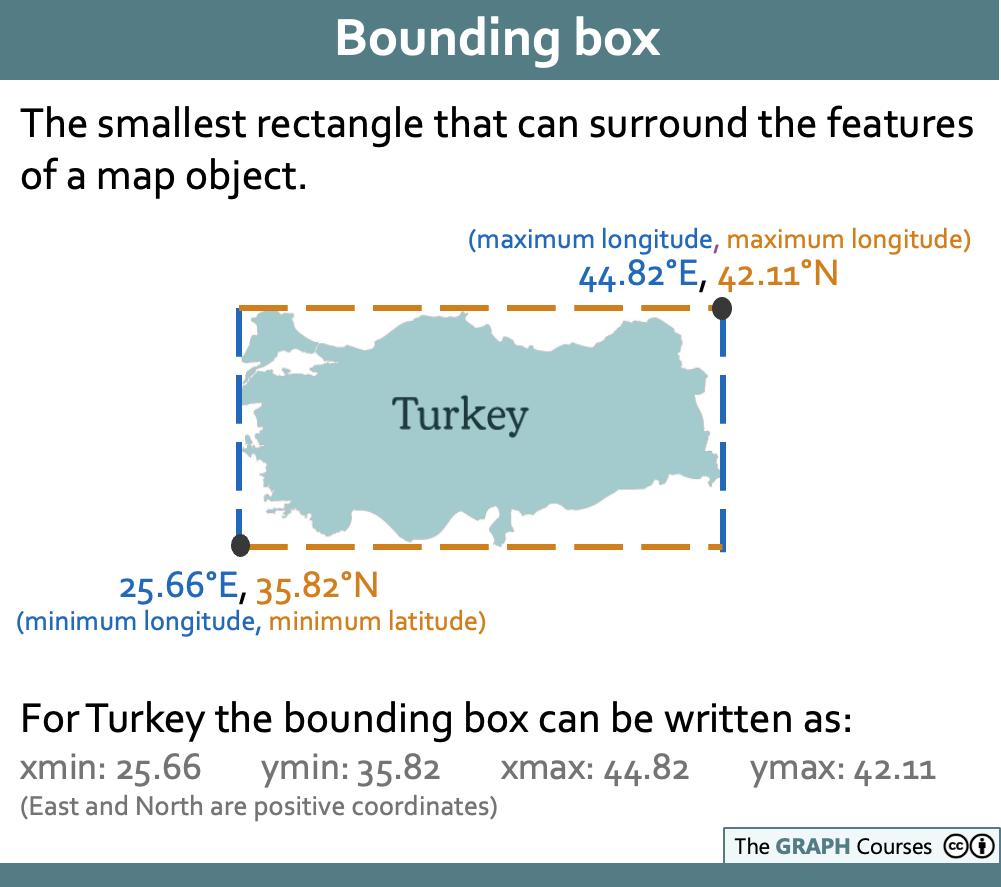 Bounding box
The smallest rectangle that can surround the features
of a map object.
(maximum longitude, maximum longitude)
44.82°E, 42.11°N
Turkey
25.66°E, 35.82°N
(minimum longitude, minimum latitude)
For Turkey the bounding box can be written as:
xmin: 25.66 ymin: 35.82 xmax: 44.82 ymax: 42.11
(East and North are positive coordinates)
The GRAPH Courses cc